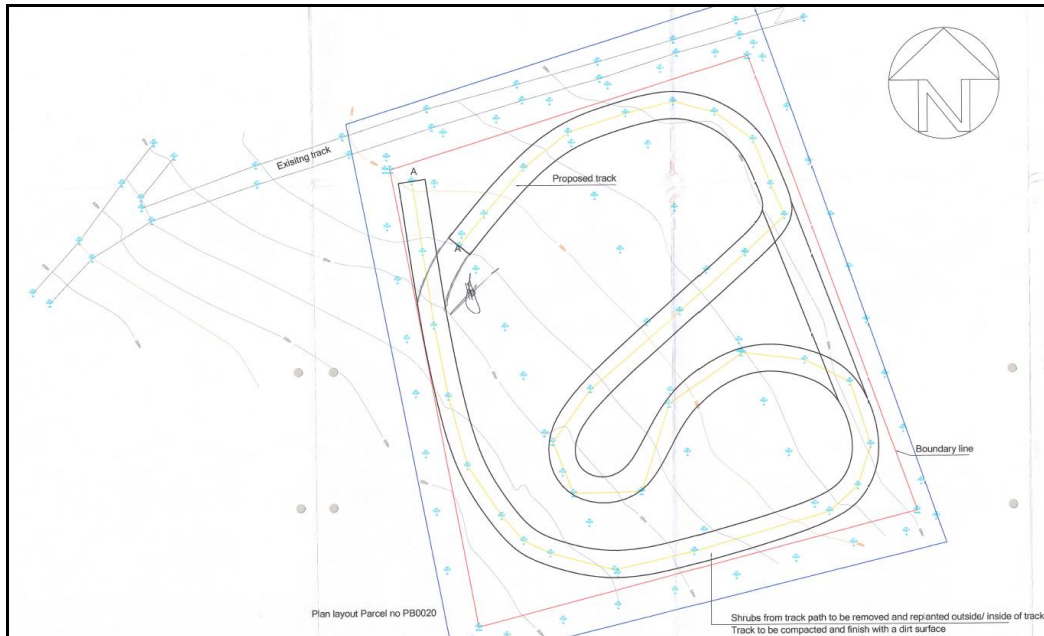 N
Exisitng track
A
Proposed track
A
Boundary line
Plan layout Parcel no PB0020
Shrubs from track path to be removed and replanted outside/ inside of track
Track to be compacted and finish with a dirt surface